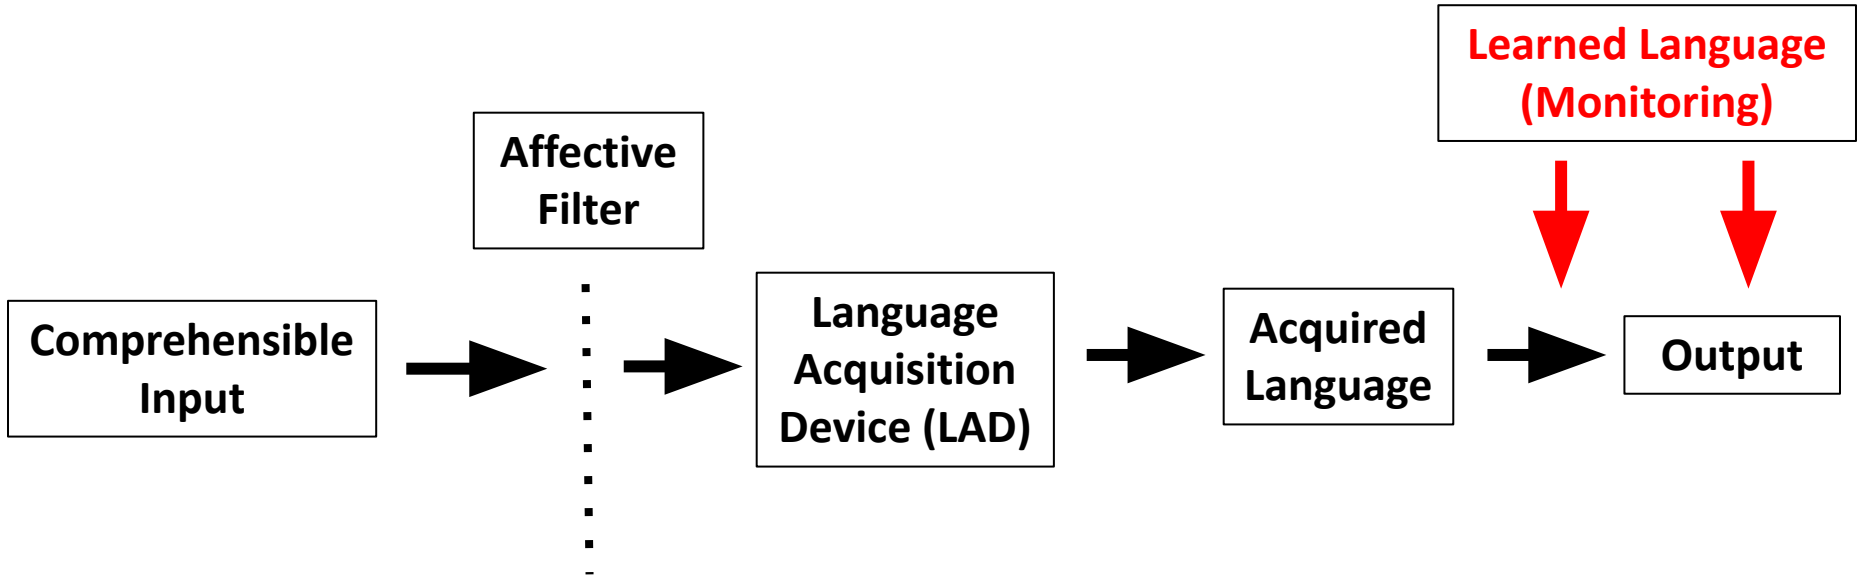 Learned Language
(Monitoring)
Affective
Filter
Comprehensible
Input
Language
Acquisition
Device (LAD)
Acquired
Language
Output